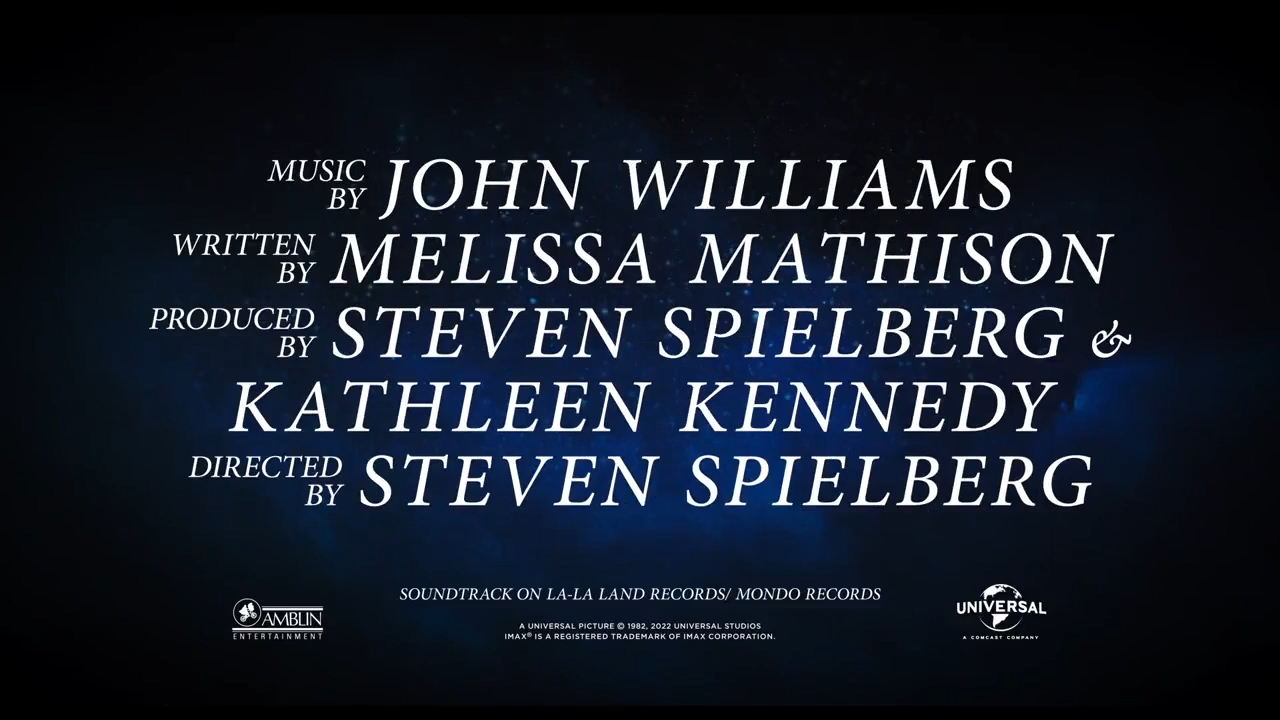 MUSIC BY JOHN WILLIAMS
WRITTEN BY MELISSA MATHISON
PRODUCED BY STEVEN SPIELBERG &
KATHLEEN KENNEDY
DIRECTED BY STEVEN SPIELBERG
SOUNDTRACK ON LA-LA LAND RECORDS/ MONDO RECORDS
AMBLIN
ENTERTAINMENT
A UNIVERSAL PICTURE © 1982, 2022 UNIVERSAL STUDIOS
IMAX® IS A REGISTERED TRADEMARK OF IMAX CORPORATION.
UNIVERSAL
A COMCAST COMPANY